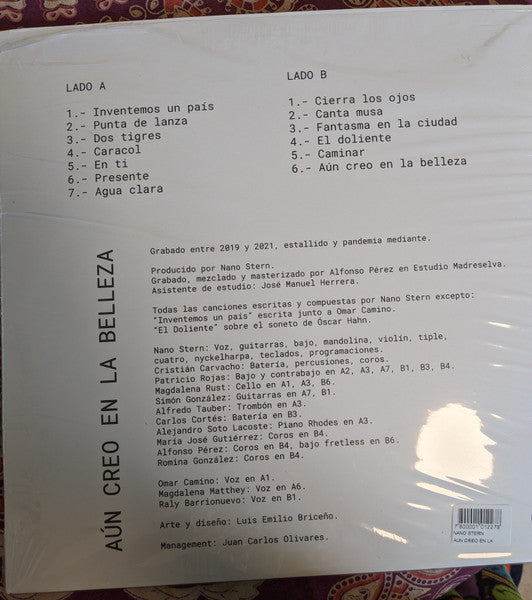 LADO A
1.- Inventemos un país
2.- Punta de lanza
3.- Dos tigres
4.- Caracol
5.- En ti
6.- Presente
7.- Agua clara
LADO B
1.- Cierra los ojos
2.- Canta musa
3.- Fantasma en la ciudad
4.- El doliente
5.- Caminar
6.- Aún creo en la belleza
AÚN CREO EN LA BELLEZA
Grabado entre 2019 y 2021, estallido y pandemia mediante.
Producido por Nano Stern.
Grabado, mezclado y masterizado por Alfonso Pérez en Estudio Madreselva.
Asistente de estudio: José Manuel Herrera.
Todas las canciones escritas y compuestas por Nano Stern excepto:
"Inventemos un país" escrita junto a Omar Camino.
"El Doliente" sobre el soneto de Óscar Hahn.
Nano Stern: Voz, guitarras, bajo, mandolina, violín, tiple,
cuatro, nyckelharpa, teclados, programaciones.
Cristián Carvacho: Batería, percusiones, coros.
Patricio Rojas: Bajo y contrabajo en A2, A3, A7, B1, B3, B4.
Magdalena Rust: Cello en A1, A3, B6.
Simón González: Guitarras en A7, B1.
Alfredo Tauber: Trombón en A3.
Carlos Cortés: Batería en B3.
Alejandro Soto Lacoste: Piano Rhodes en A3.
María José Gutiérrez: Coros en B4.
Alfonso Pérez: Coros en B4, bajo fretless en B6.
Romina González: Coros en B4.
Omar Camino: Voz en A1.
Magdalena Matthey: Voz en A6.
Raly Barrionuevo: Voz en B1.
Arte y diseño: Luis Emilio Briceño.
Management: Juan Carlos Olivares.
7800001012278
NANO STERN
AUN CREO EN LA